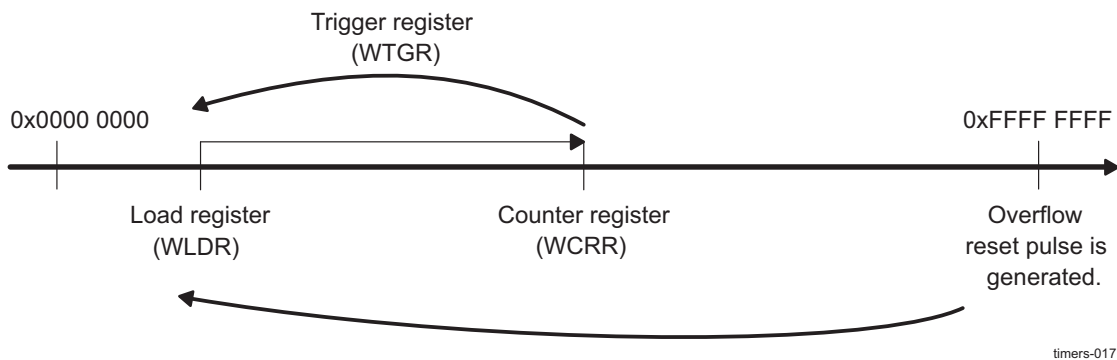 Trigger register
(WTGR)
0x0000 0000
0xFFFF FFFF
Load register
(WLDR)
Counter register
(WCRR)
Overflow
reset pulse is
generated.
timers-017